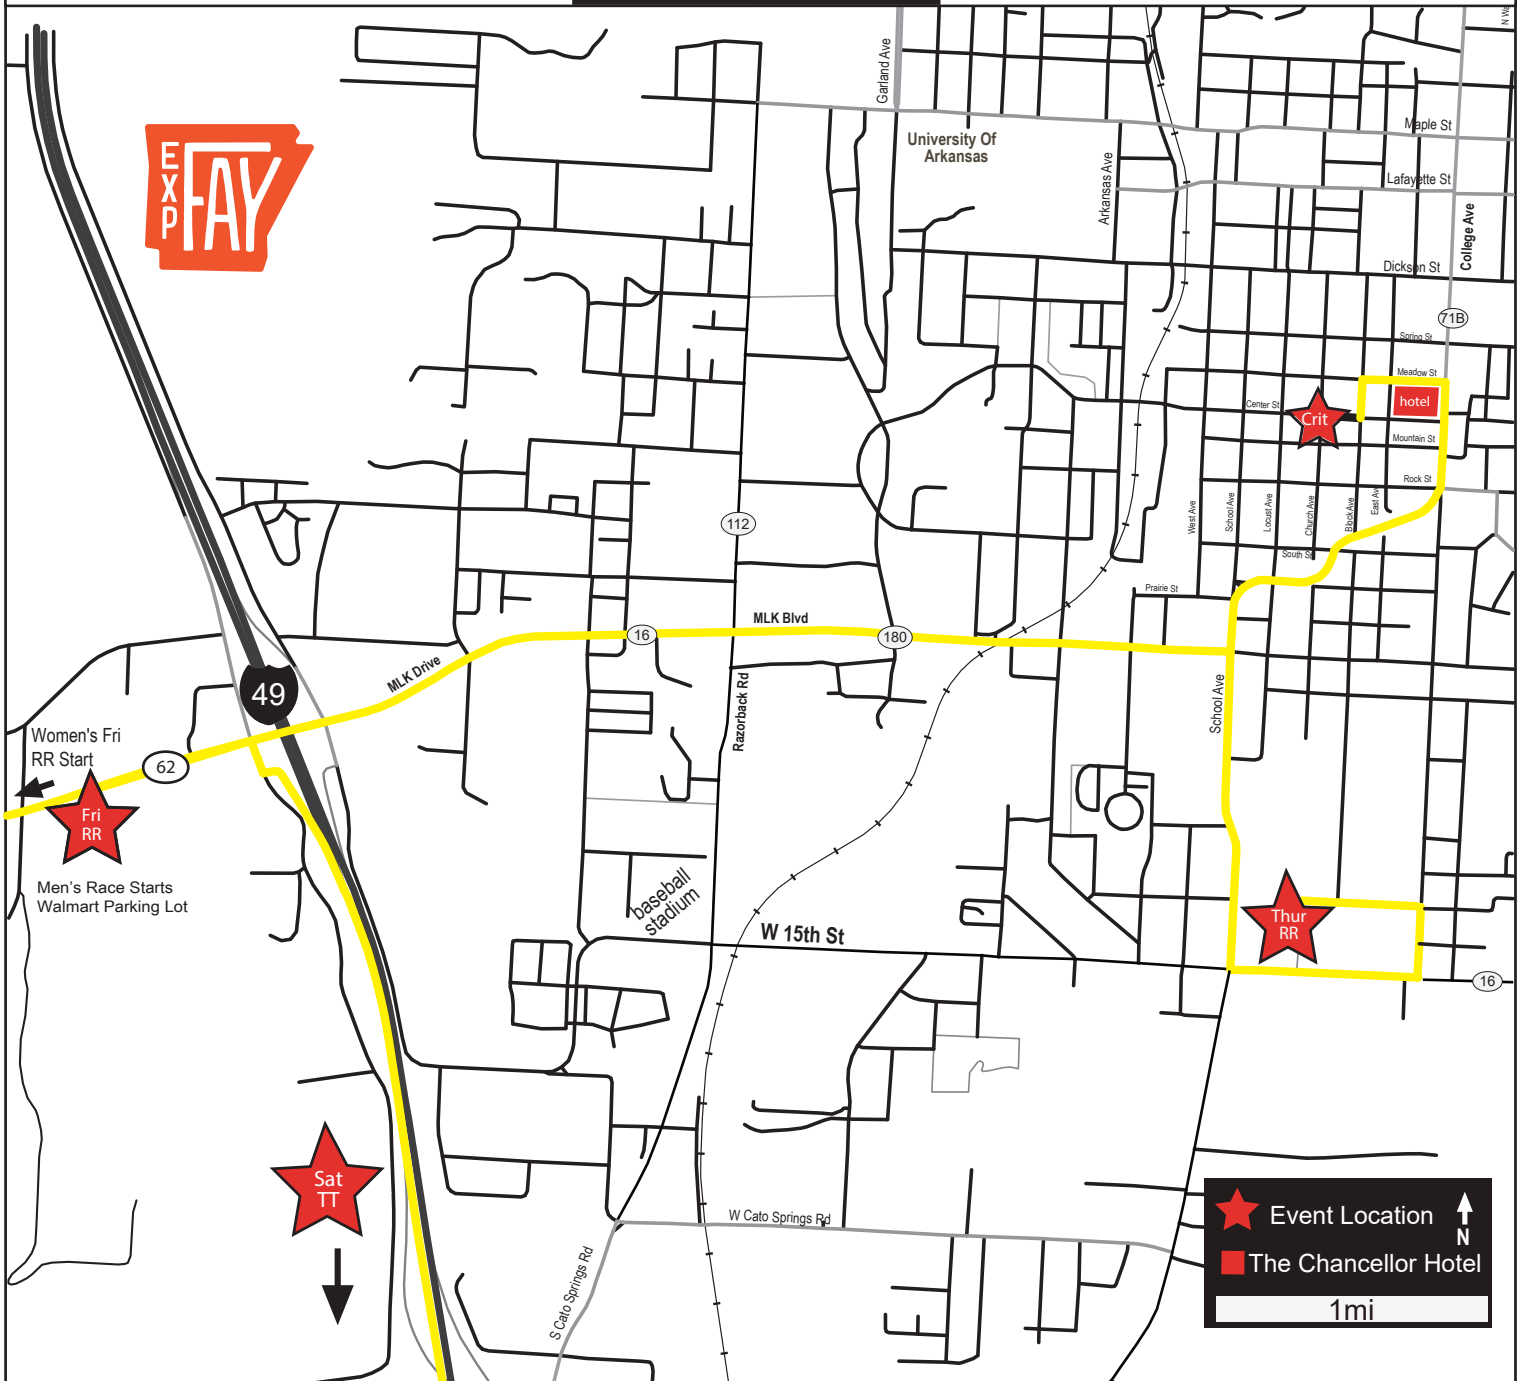 Garland Ave
Maple St
University Of
Arkansas
Arkansas Ave
Lafayette St
College Ave
Dickson St
71B
Spring St
Meadow St
hotel
Center St
Crit
Mountain St
Rock St
West Ave
School Ave
Locust Ave
Church Ave
Block Ave
East Av
South St
Prairie St
EXP
FAY
112
16
MLK Blvd
180
MLK Drive
49
Razorback Rd
School Ave
Women's Fri
RR Start
62
Fri
RR
Men's Race Starts
Walmart Parking Lot
baseball
stadium
W 15th St
Thur
RR
16
Sat
TT
W Cato Springs Rd
S Cato Springs Rd
Event Location
N
The Chancellor Hotel
1mi